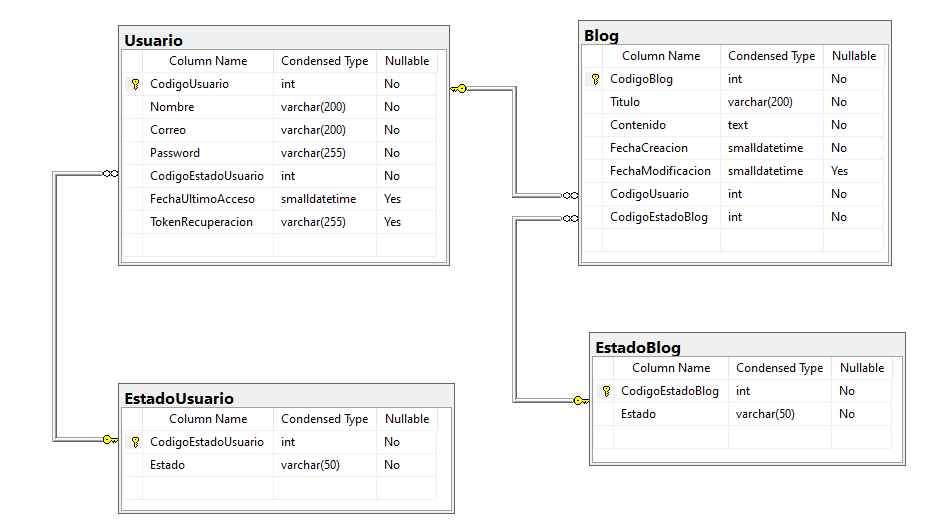 Usuario
Column Name Condensed Type Nullable
CodigoUsuario int No
Nombre varchar(200) No
Correo varchar(200) No
Password varchar(255) No
CodigoEstadoUsuario int No
FechaUltimoAcceso smalldatetime Yes
TokenRecuperacion varchar(255) Yes
Blog
Column Name Condensed Type Nullable
CodigoBlog int No
Titulo varchar(200) No
Contenido text No
FechaCreacion smalldatetime No
FechaModificacion smalldatetime Yes
CodigoUsuario int No
CodigoEstadoBlog int No
EstadoUsuario
Column Name Condensed Type Nullable
CodigoEstadoUsuario int No
Estado varchar(50) No
EstadoBlog
Column Name Condensed Type Nullable
CodigoEstadoBlog int No
Estado varchar(50) No